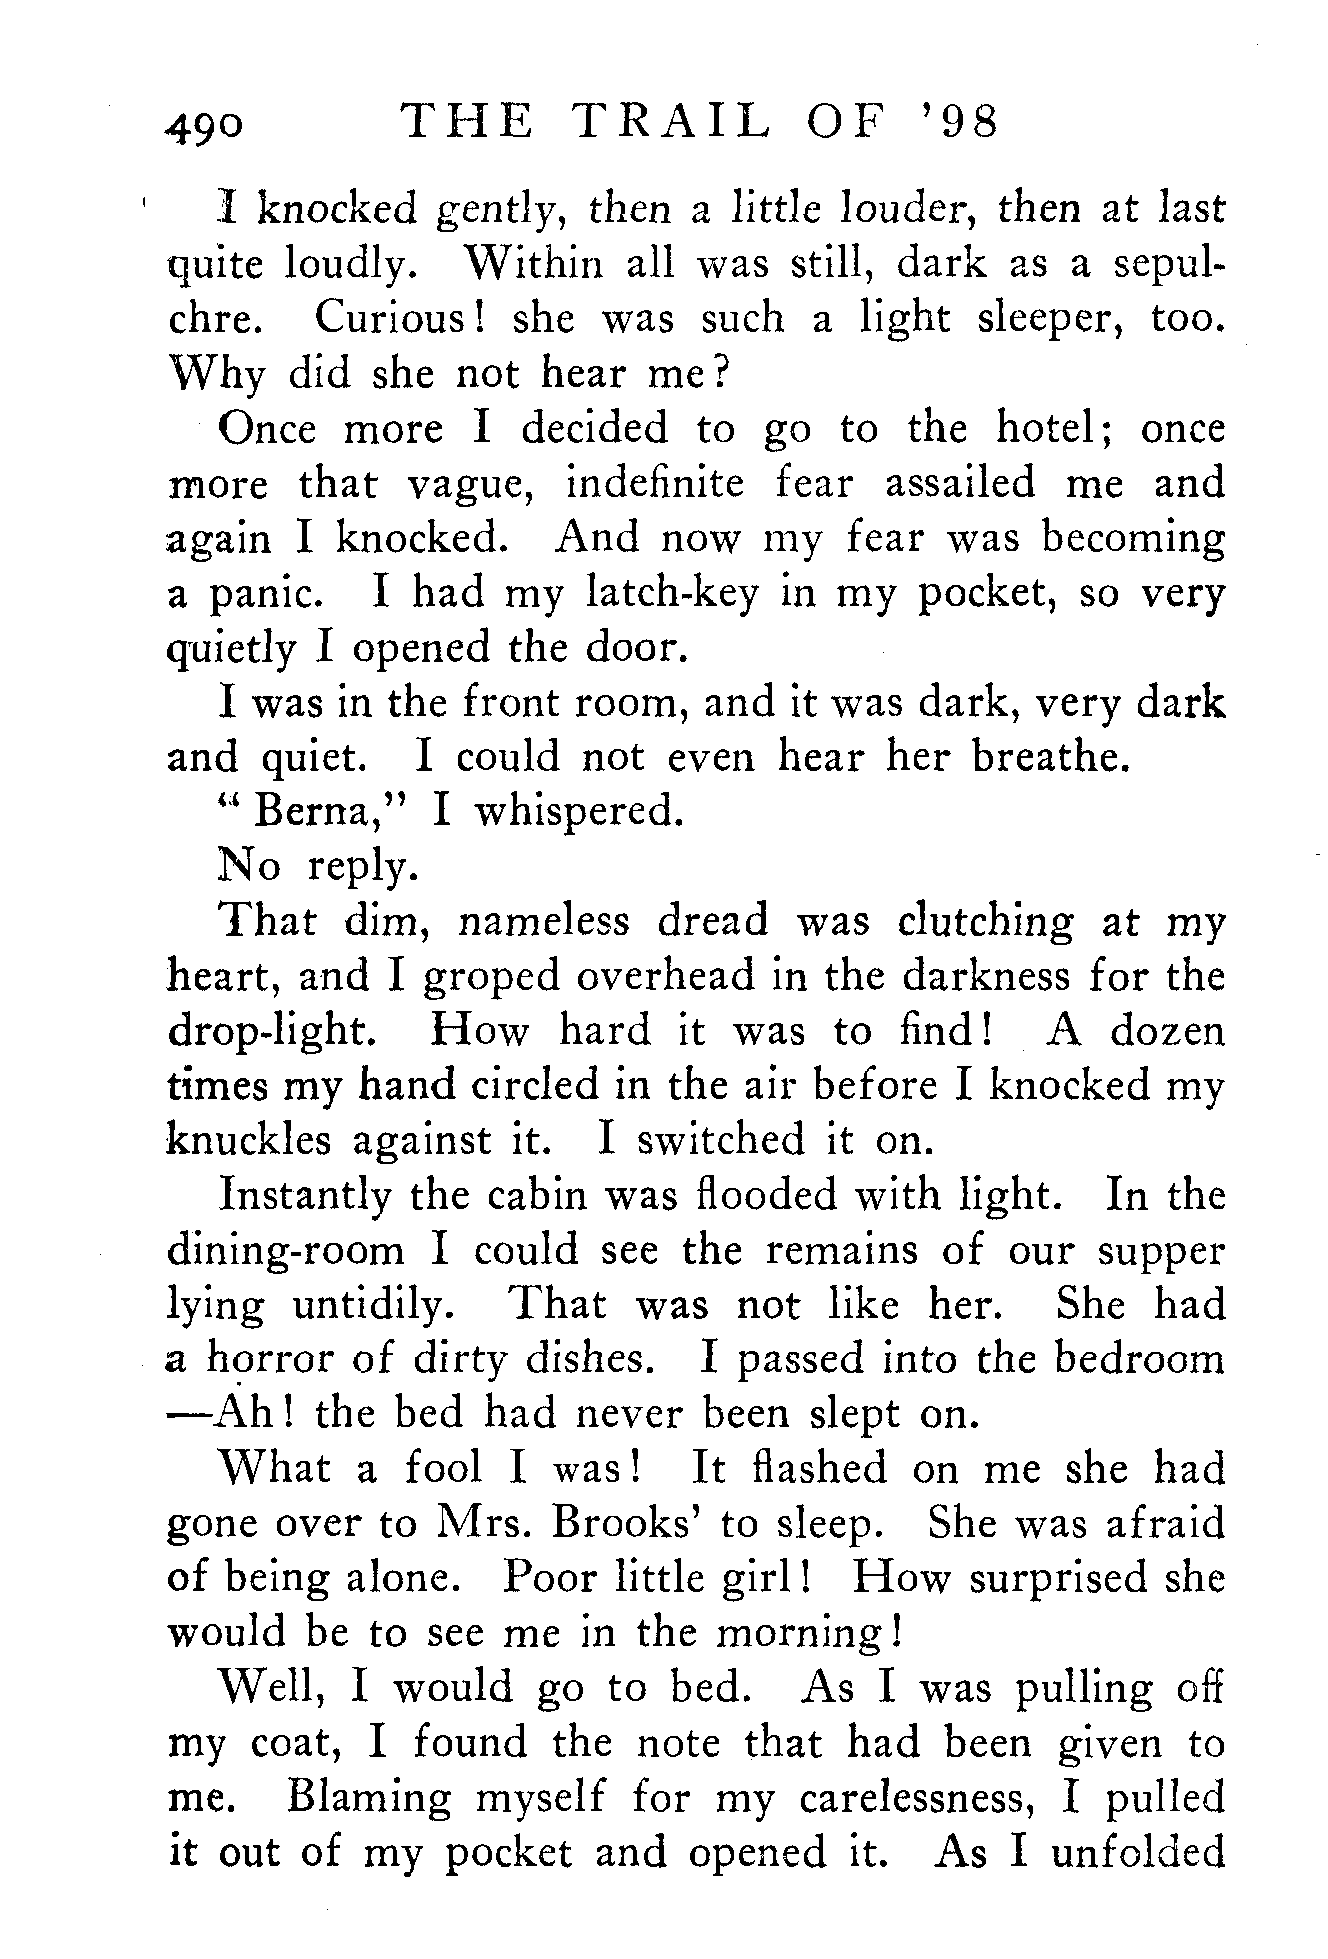 490 THE TRAIL OF '98
I knocked gently, then a little louder, then at last
quite loudly. Within all was still, dark as a sepul-
chre. Curious! she was such a light sleeper, too.
Why did she not hear me?
Once more I decided to go to the hotel; once
more that vague, indefinite fear assailed me and
again I knocked. And now my fear was becoming
a panic. I had my latch-key in my pocket, so very
quietly I opened the door.
I was in the front room, and it was dark, very dark
and quiet. I could not even hear her breathe.
"Berna," I whispered.
No reply.
That dim, nameless dread was clutching at my
heart, and I groped overhead in the darkness for the
drop-light. How hard it was to find! A dozen
times my hand circled in the air before I knocked my
knuckles against it. I switched it on.
Instantly the cabin was flooded with light. In the
dining-room I could see the remains of our supper
lying untidily. That was not like her. She had
a horror of dirty dishes. I passed into the bedroom
—Ah! the bed had never been slept on.
What a fool I was! It flashed on me she had
gone over to Mrs. Brooks' to sleep. She was afraid
of being alone. Poor little girl! How surprised she
would be to see me in the morning!
Well, I would go to bed. As I was pulling off
my coat, I found the note that had been given to
me. Blaming myself for my carelessness, I pulled
it out of my pocket and opened it. As I unfolded